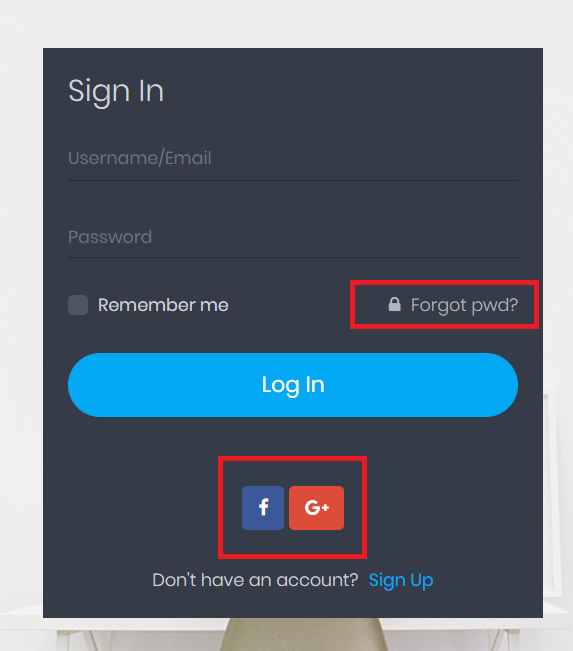 Sign In
Username/Email
Password
Remember me
Forgot pwd?
Log In
f G+
Don't have an account? Sign Up